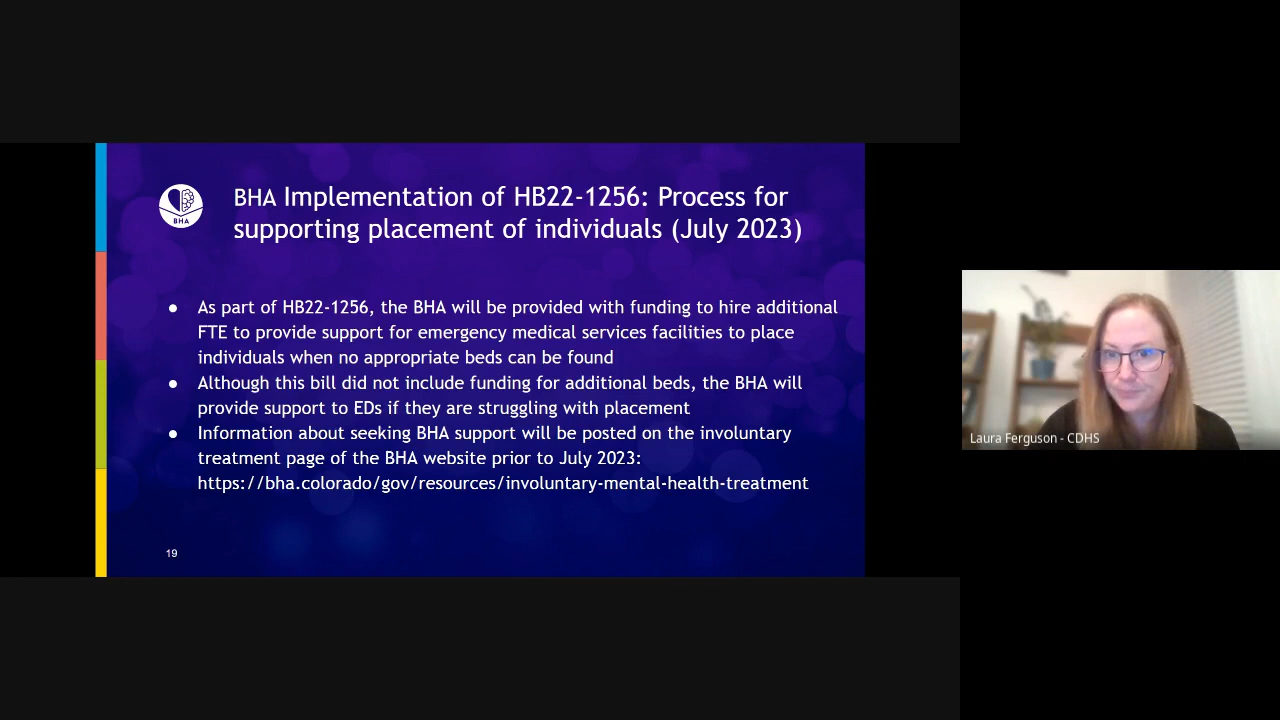 BHA
BHA Implementation of HB22-1256: Process for
supporting placement of individuals (July 2023)
● As part of HB22-1256, the BHA will be provided with funding to hire additional
FTE to provide support for emergency medical services facilities to place
individuals when no appropriate beds can be found
● Although this bill did not include funding for additional beds, the BHA will
provide support to EDs if they are struggling with placement
● Information about seeking BHA support will be posted on the involuntary
treatment page of the BHA website prior to July 2023:
https://bha.colorado/gov/resources/involuntary-mental-health-treatment
19
Laura Ferguson - CDHS